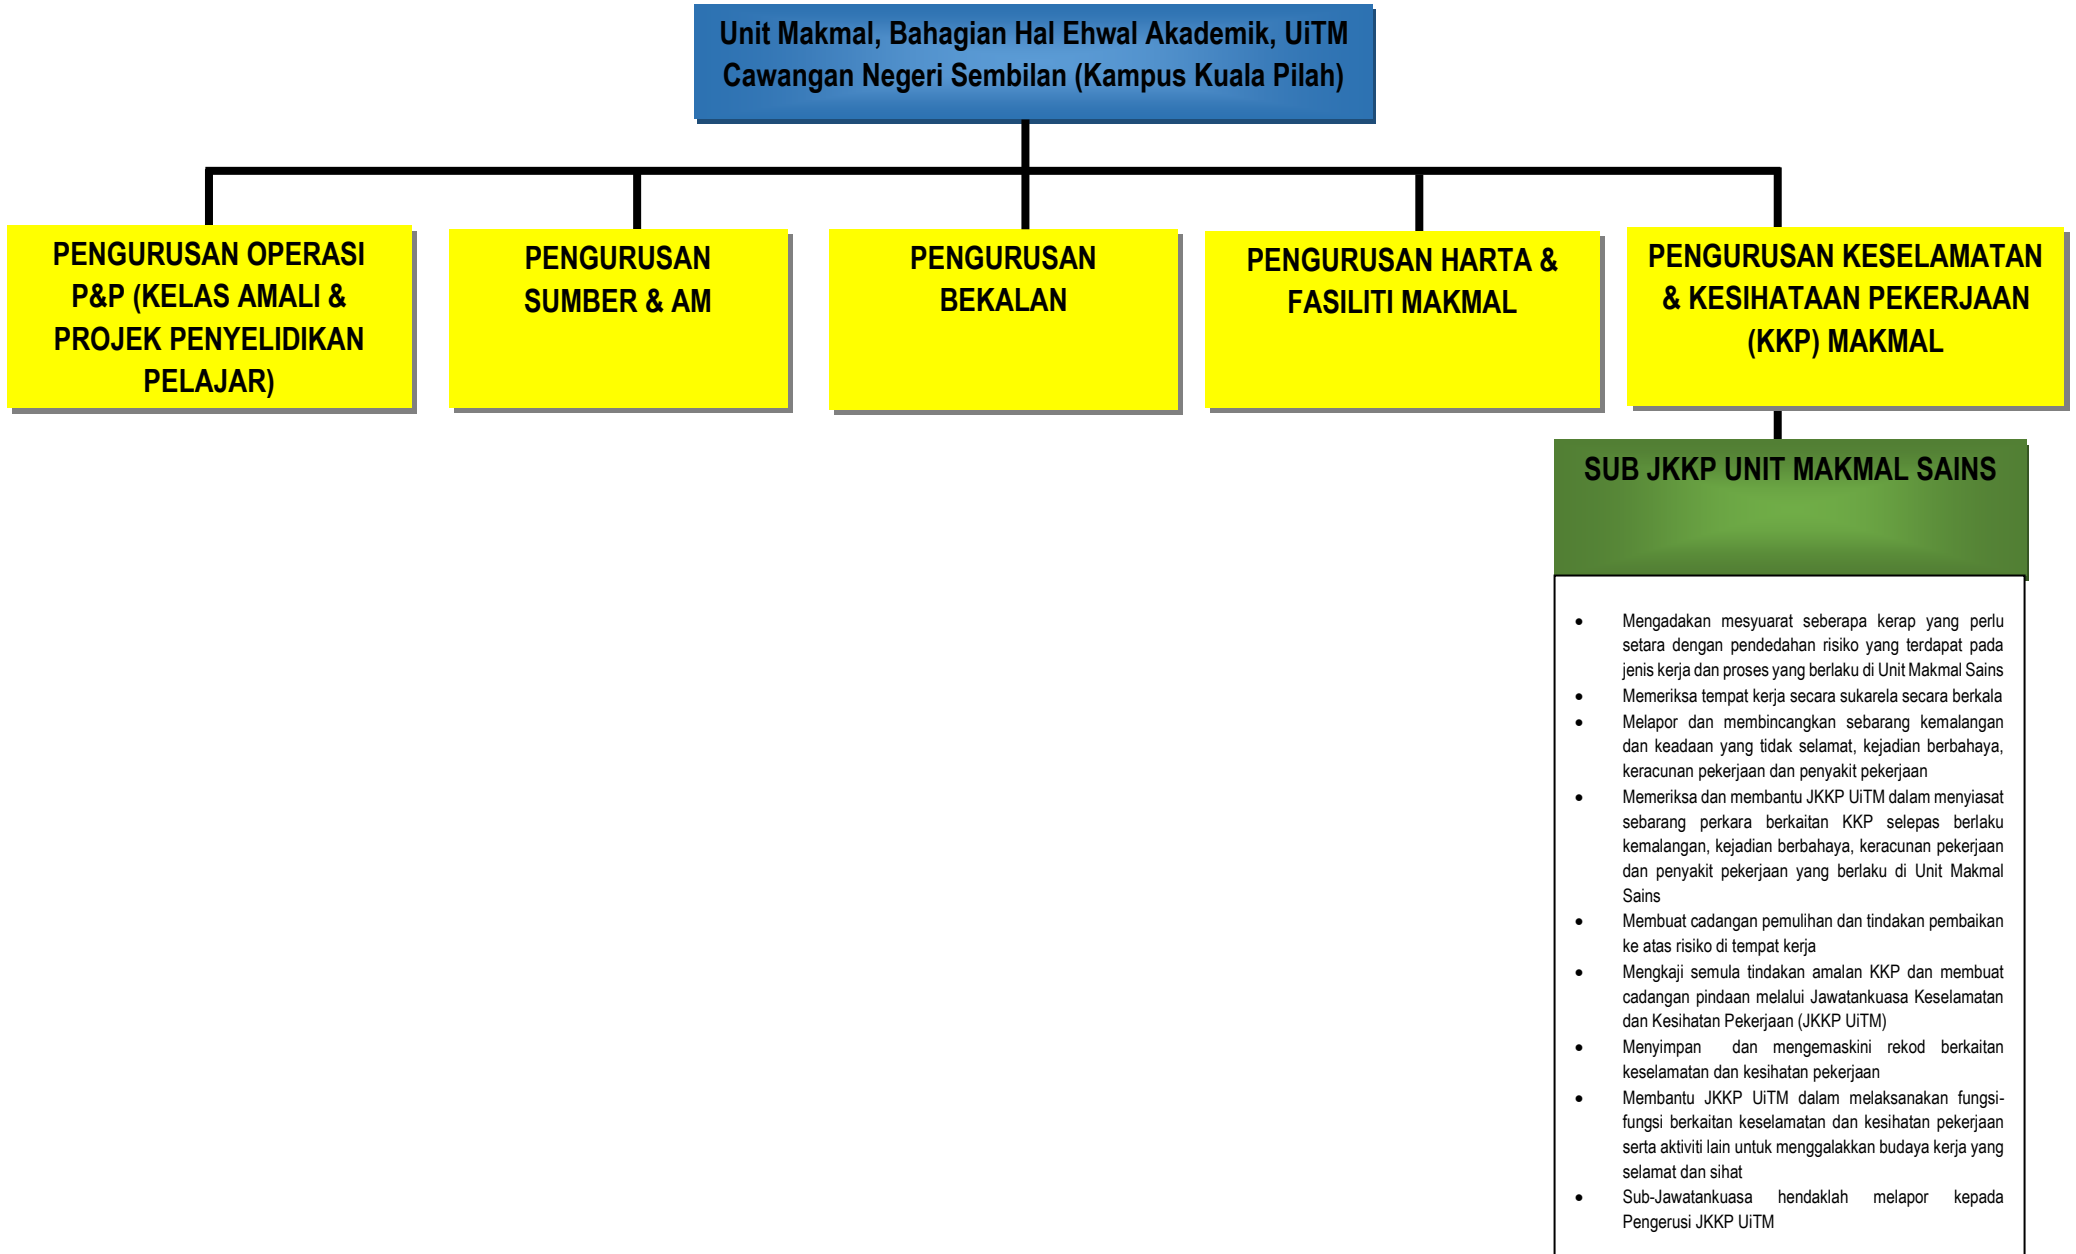 Unit Makmal, Bahagian Hal Ehwal Akademik, UiTM
Cawangan Negeri Sembilan (Kampus Kuala Pilah)
PENGURUSAN OPERASI
P&P (KELAS AMALI &
PROJEK PENYELIDIKAN
PELAJAR)
PENGURUSAN
SUMBER & AM
PENGURUSAN
BEKALAN
PENGURUSAN HARTA &
FASILITI MAKMAL
PENGURUSAN KESELAMATAN
& KESIHATAAN PEKERJAAN
(KKP) MAKMAL
SUB JKKP UNIT MAKMAL SAINS
• Mengadakan mesyuarat seberapa kerap yang perlu
setara dengan pendedahan risiko yang terdapat pada
jenis kerja dan proses yang berlaku di Unit Makmal Sains
• Memeriksa tempat kerja secara sukarela secara berkala
• Melapor dan membincangkan sebarang kemalangan
dan keadaan yang tidak selamat, kejadian berbahaya,
keracunan pekerjaan dan penyakit pekerjaan
• Memeriksa dan membantu JKKP UiTM dalam menyiasat
sebarang perkara berkaitan KKP selepas berlaku
kemalangan, kejadian berbahaya, keracunan pekerjaan
dan penyakit pekerjaan yang berlaku di Unit Makmal
Sains
• Membuat cadangan pemulihan dan tindakan pembaikan
ke atas risiko di tempat kerja
• Mengkaji semula tindakan amalan KKP dan membuat
cadangan pindaan melalui Jawatankuasa Keselamatan
dan Kesihatan Pekerjaan (JKKP UiTM)
• Menyimpan dan mengemaskini rekod berkaitan
keselamatan dan kesihatan pekerjaan
• Membantu JKKP UiTM dalam melaksanakan fungsi-
fungsi berkaitan keselamatan dan kesihatan pekerjaan
serta aktiviti lain untuk menggalakkan budaya kerja yang
selamat dan sihat
• Sub-Jawatankuasa hendaklah melapor kepada
Pengerusi JKKP UiTM